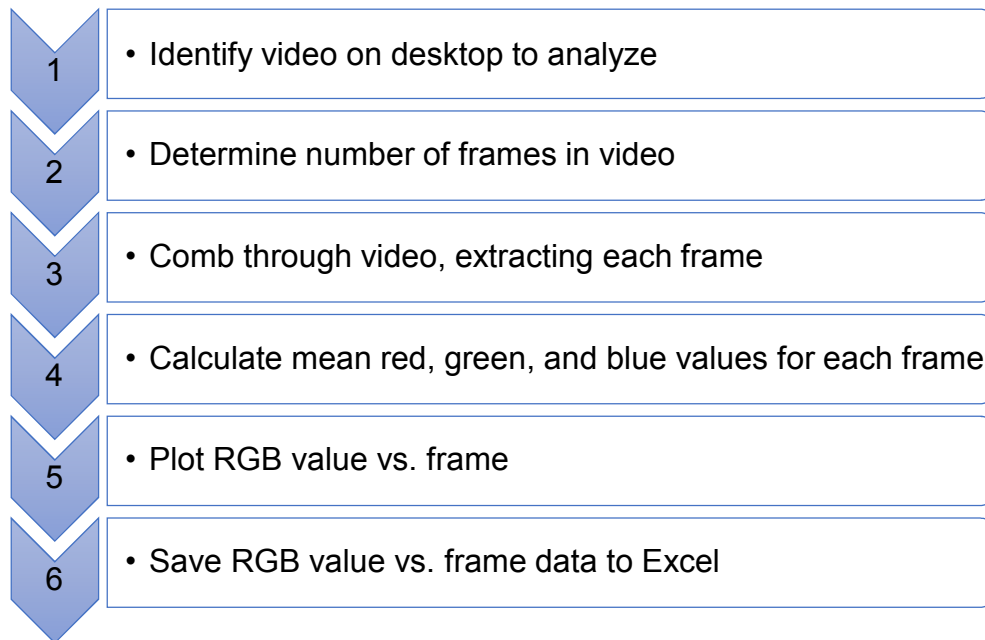 1
• Identify video on desktop to analyze
2
• Determine number of frames in video
3
• Comb through video, extracting each frame
4
• Calculate mean red, green, and blue values for each frame
5
• Plot RGB value vs. frame
6
• Save RGB value vs. frame data to Excel